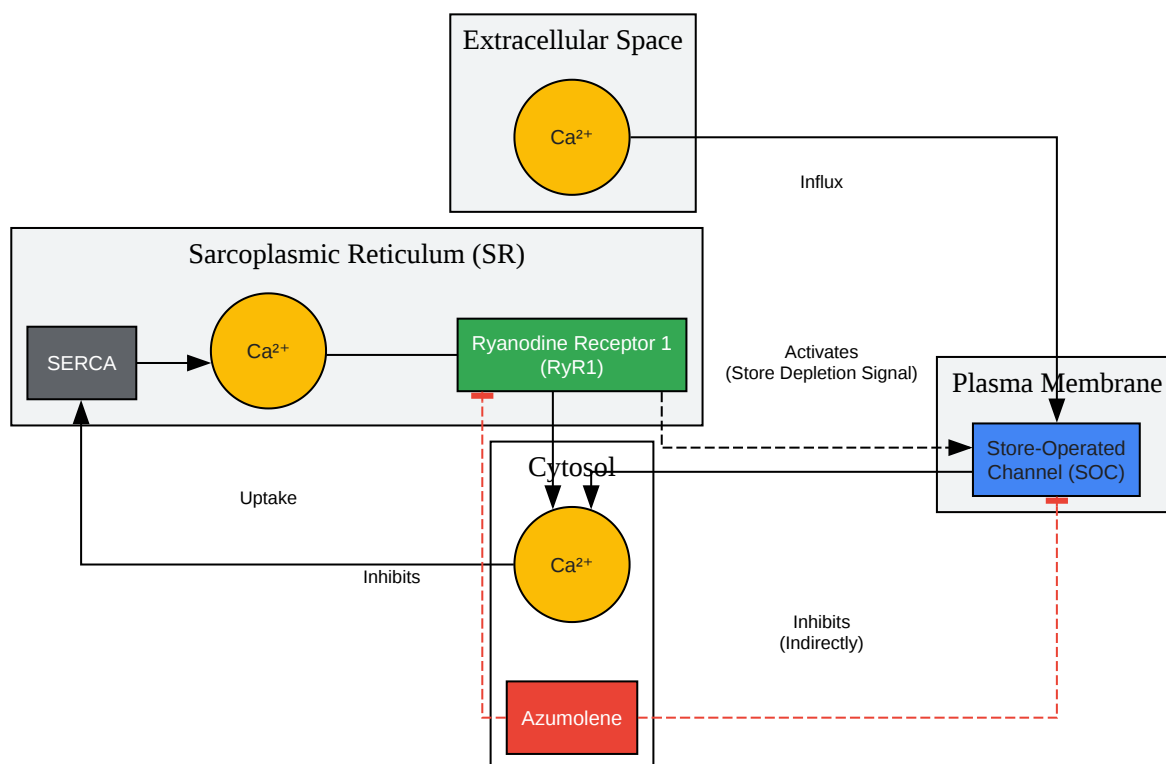 Extracellular Space
Ca²⁺
Influx
Sarcoplasmic Reticulum (SR)
SERCA
Ca²⁺
Ryanodine Receptor 1
(RyR1)
Activates
(Store Depletion Signal)
Plasma Membrane
Store-Operated
Channel (SOC)
Cytosol
Uptake
Inhibits
Ca²⁺
Inhibits
(Indirectly)
Azumolene